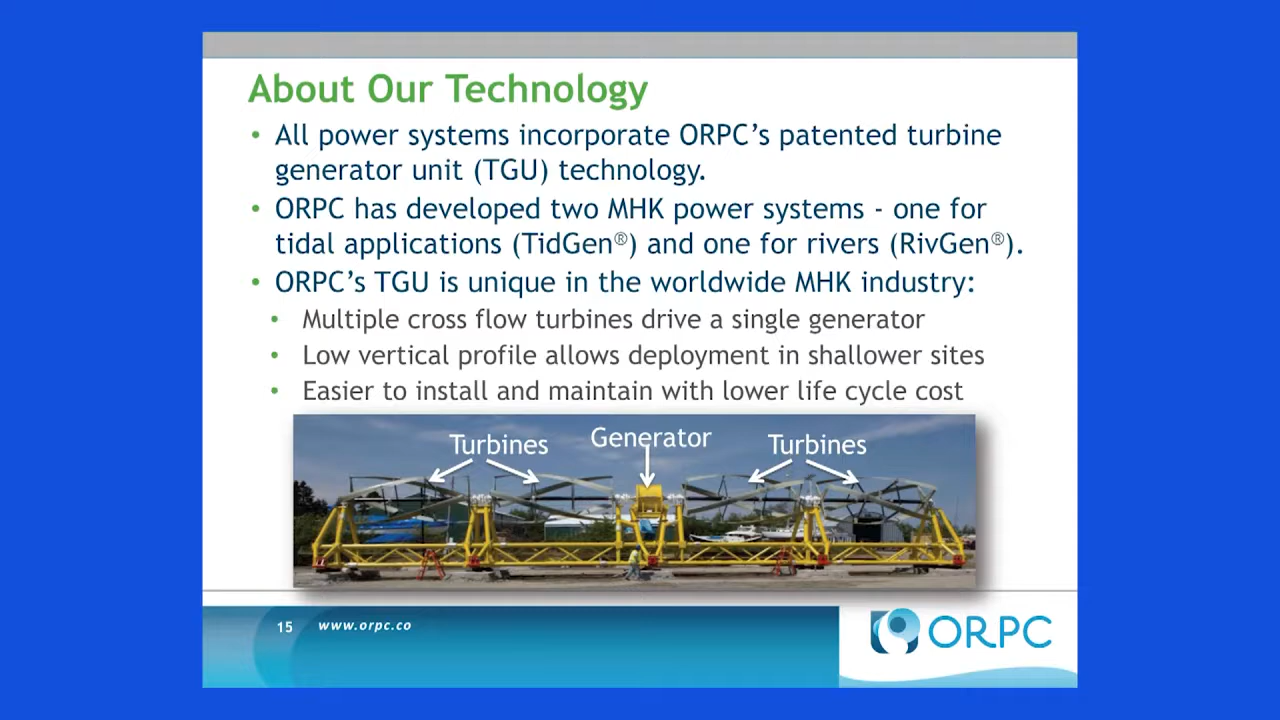 About Our Technology
• All power systems incorporate ORPC’s patented turbine
generator unit (TGU) technology.
• ORPC has developed two MHK power systems - one for
tidal applications (TidGen®) and one for rivers (RivGen®).
• ORPC’s TGU is unique in the worldwide MHK industry:
• Multiple cross flow turbines drive a single generator
• Low vertical profile allows deployment in shallower sites
• Easier to install and maintain with lower life cycle cost
Turbines Generator Turbines
15 www.orpc.co
ORPC